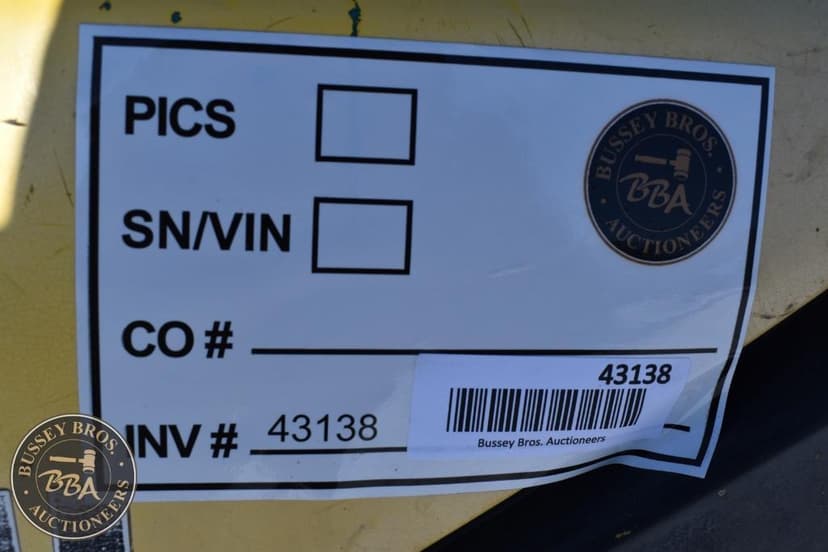 PICS
SN/VIN
CO #
INV # 43138
43138
Bussey Bros. Auctioneers
BUSSEY BROS.
BBA
AUCTIONEERS
BUSSEY BROS.
BBA
AUCTIONEERS